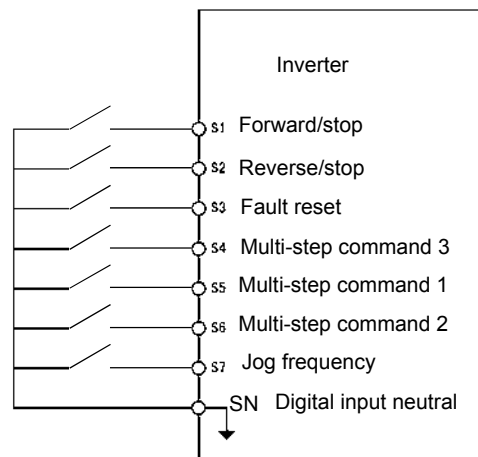 Inverter
S1 Forward/stop
S2 Reverse/stop
S3 Fault reset
S4 Multi-step command 3
S5 Multi-step command 1
S6 Multi-step command 2
S7 Jog frequency
SN Digital input neutral